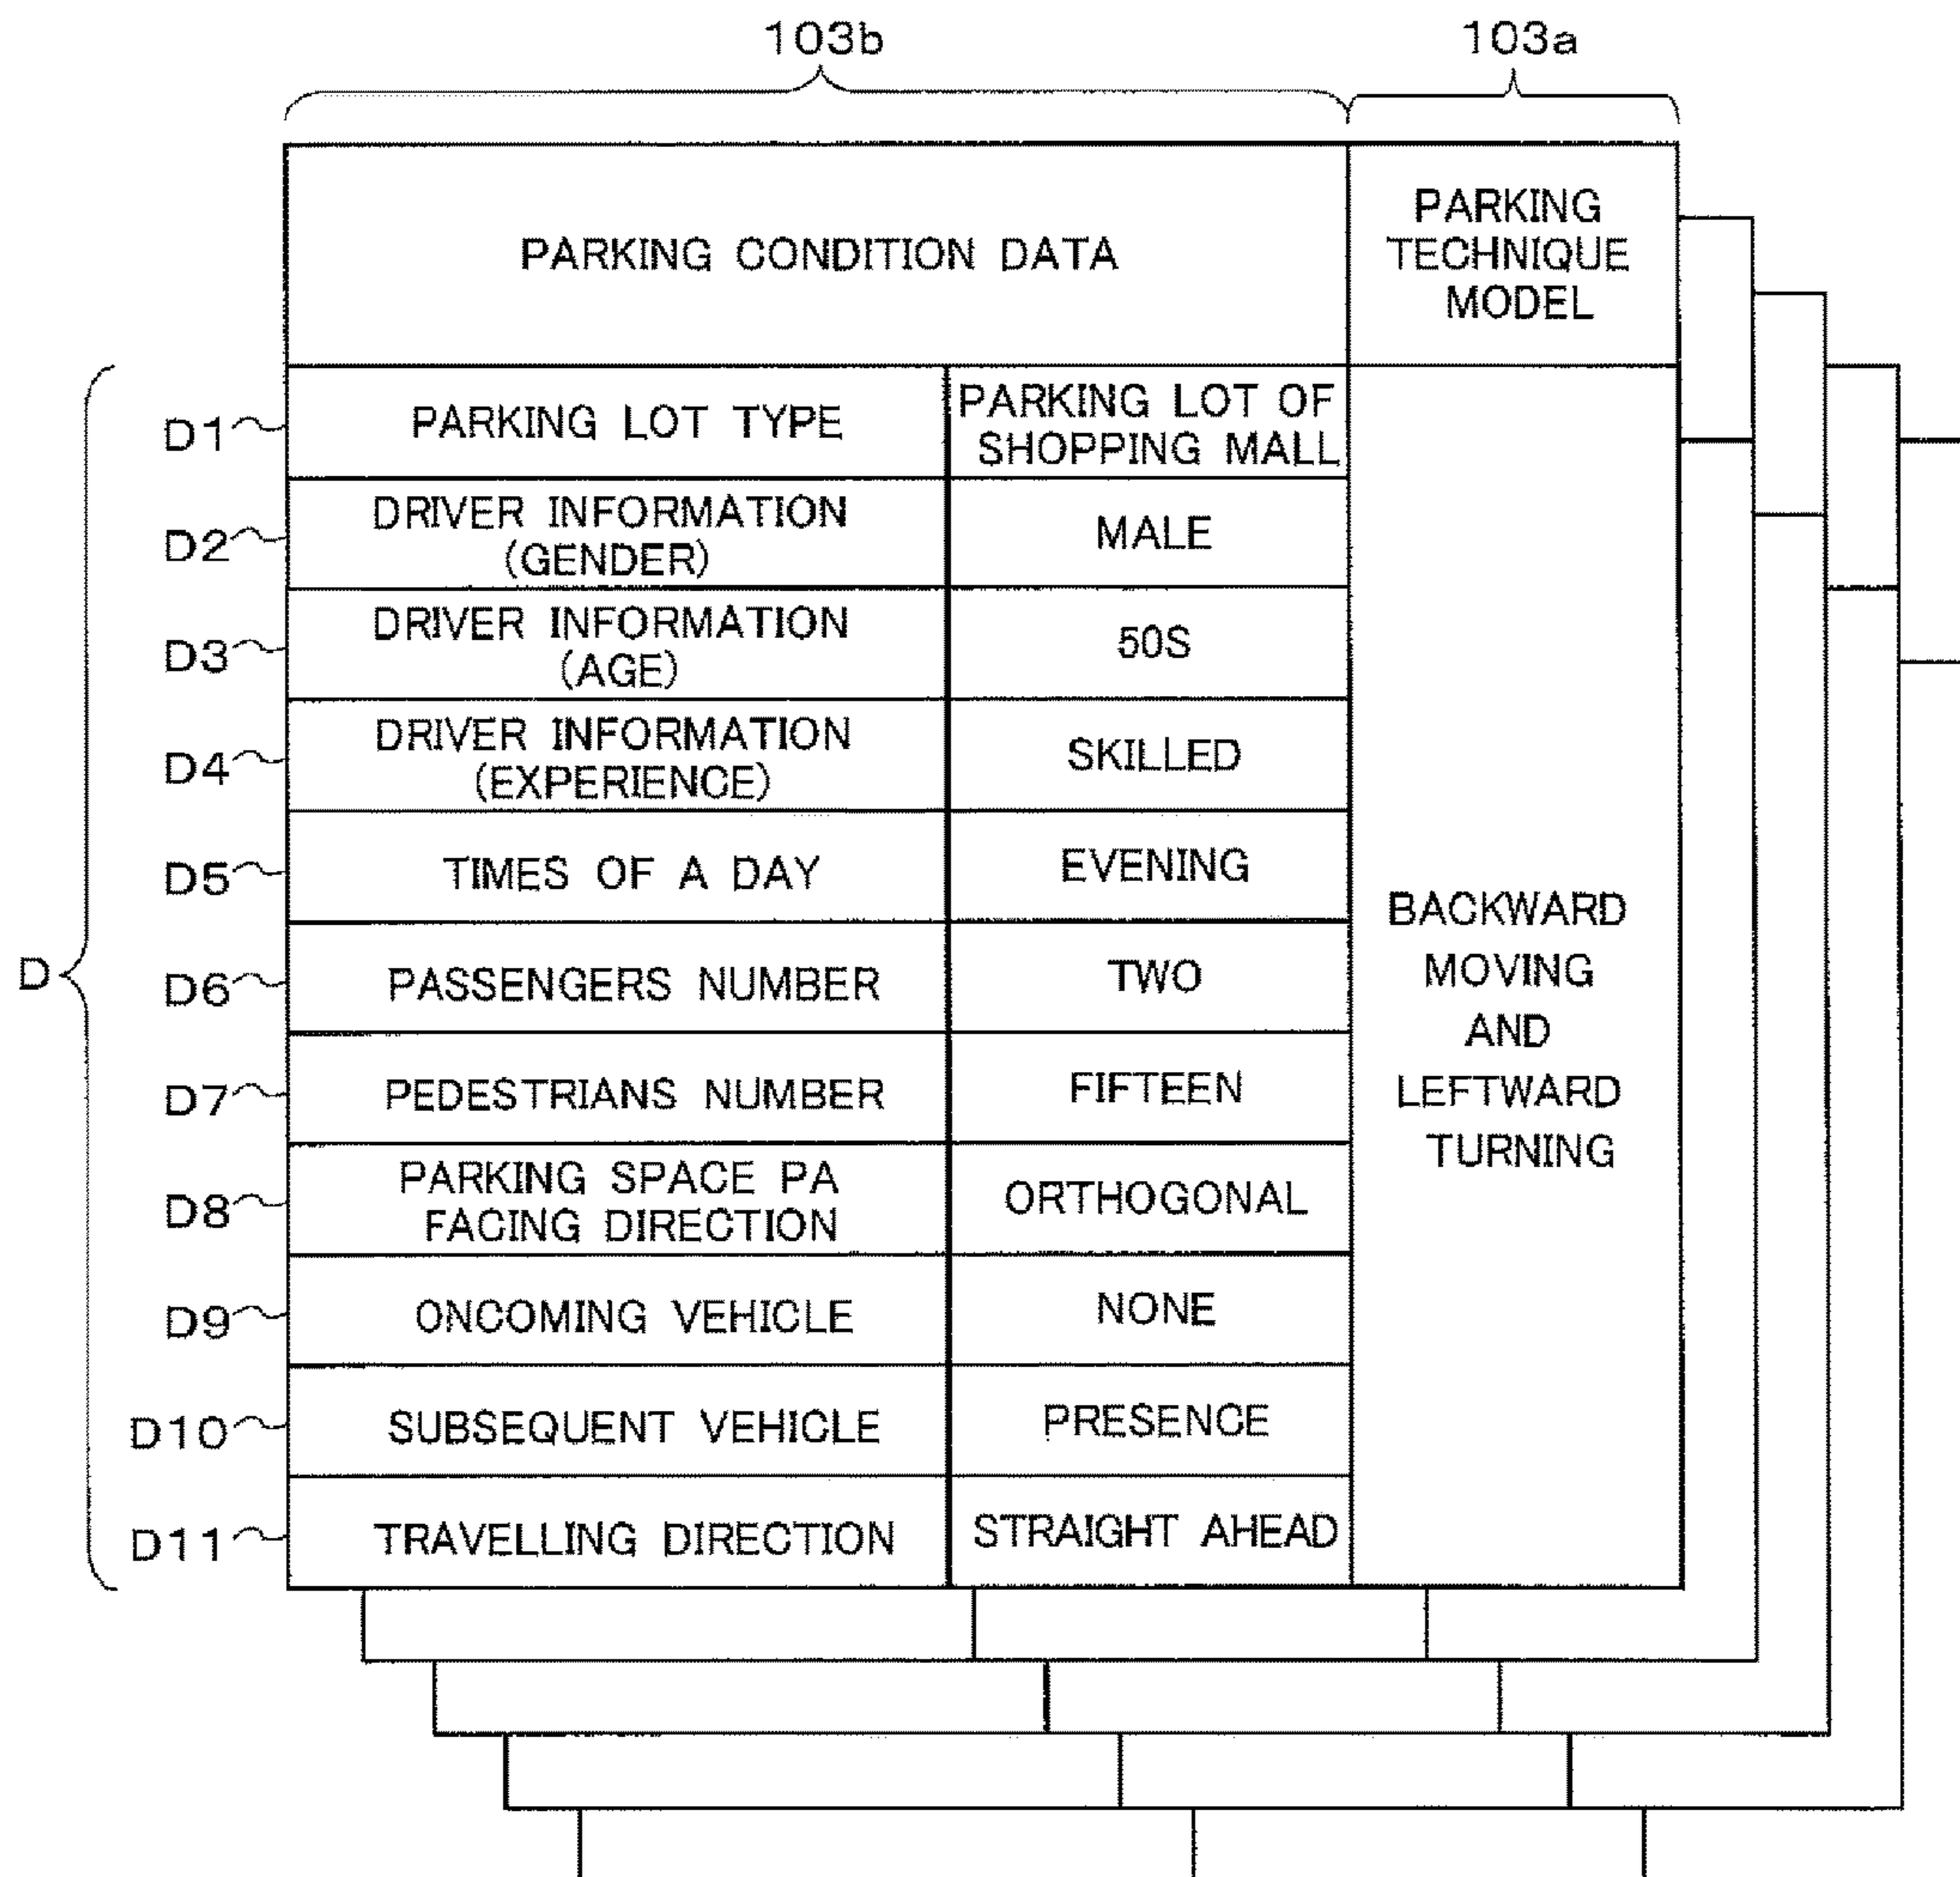 103b
103a
PARKING CONDITION DATA
PARKING
TECHNIQUE
MODEL
D
D1
PARKING LOT TYPE
PARKING LOT OF
SHOPPING MALL
D2
DRIVER INFORMATION
(GENDER)
MALE
D3
DRIVER INFORMATION
(AGE)
50S
D4
DRIVER INFORMATION
(EXPERIENCE)
SKILLED
D5
TIMES OF A DAY
EVENING
D6
PASSENGERS NUMBER
TWO
D7
PEDESTRIANS NUMBER
FIFTEEN
D8
PARKING SPACE PA
FACING DIRECTION
ORTHOGONAL
D9
ONCOMING VEHICLE
NONE
D10
SUBSEQUENT VEHICLE
PRESENCE
D11
TRAVELLING DIRECTION
STRAIGHT AHEAD
BACKWARD
MOVING
AND
LEFTWARD
TURNING